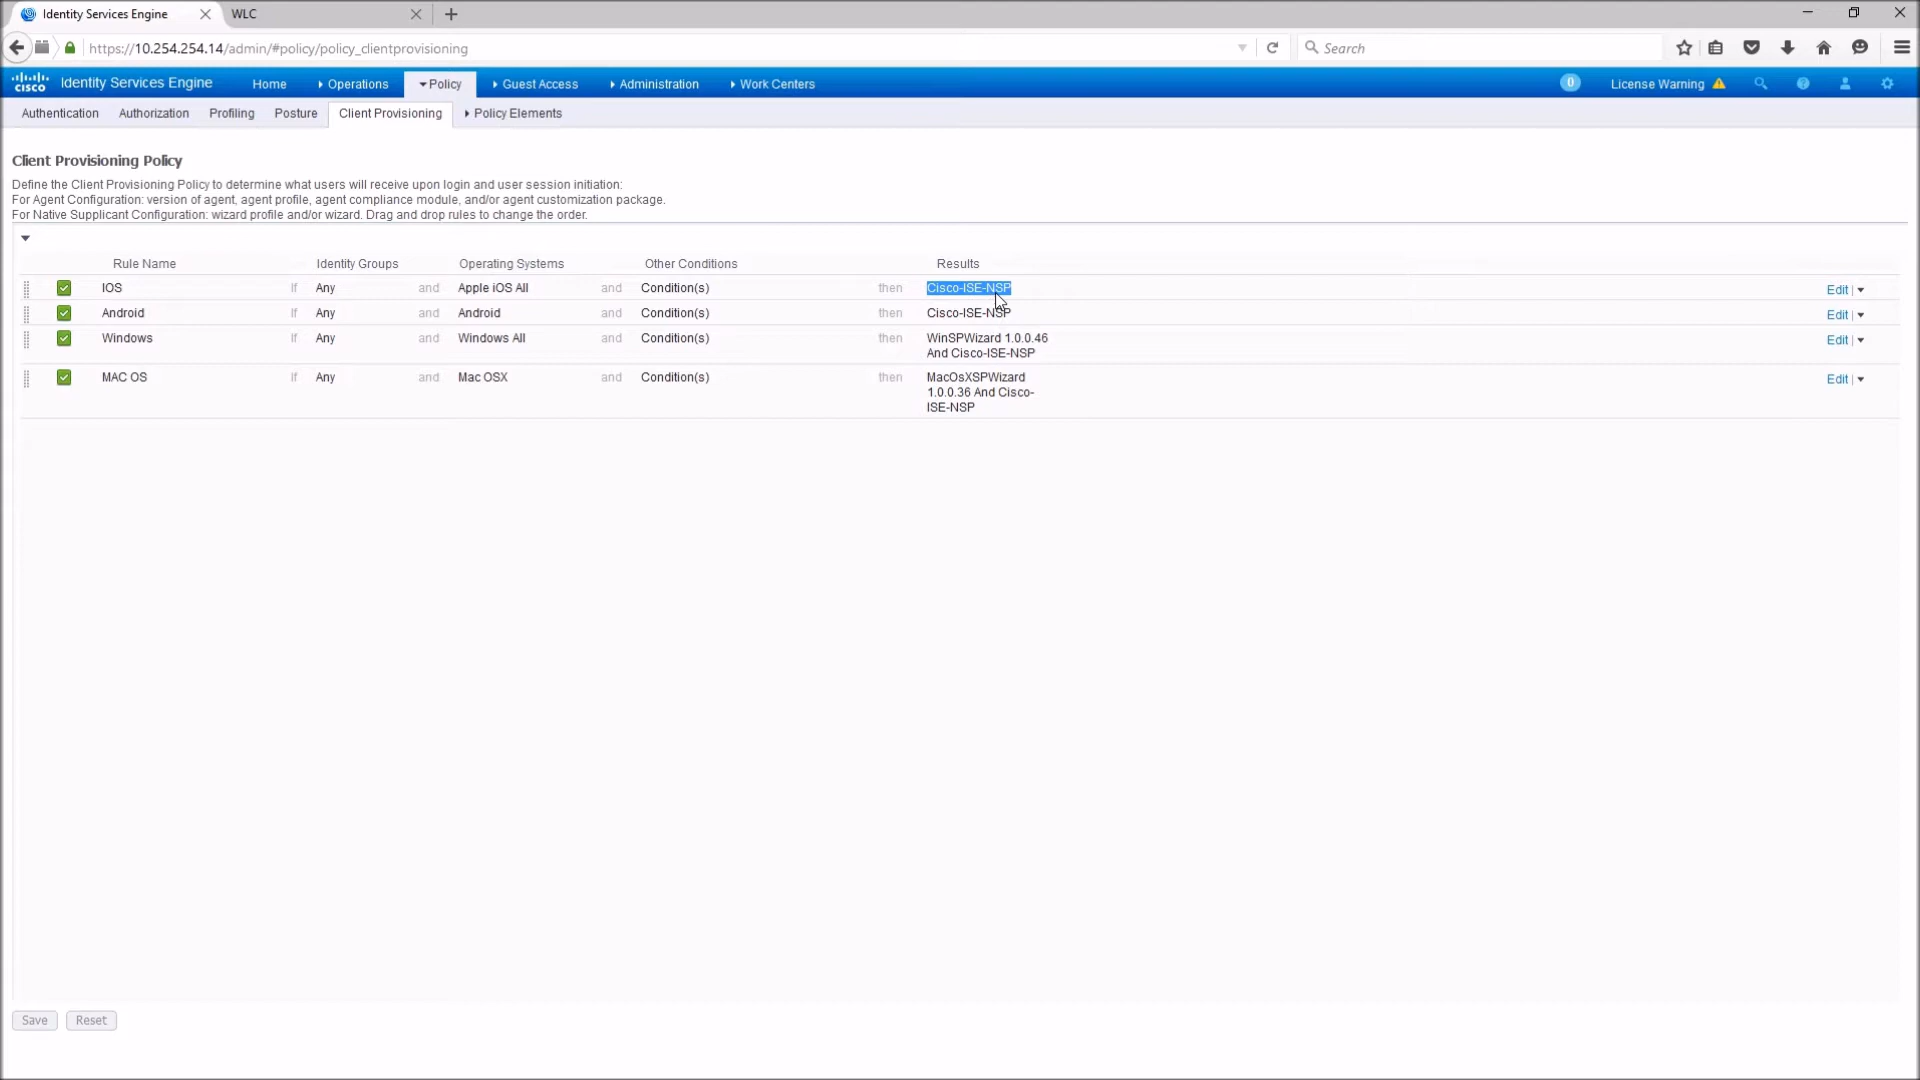 Identity Services Engine
WLC
https://10.254.254.14/admin/#policy/policy_clientprovisioning
Search
cisco Identity Services Engine Home Operations Policy Guest Access Administration Work Centers 0 License Warning
Authentication Authorization Profiling Posture Client Provisioning Policy Elements
Client Provisioning Policy
Define the Client Provisioning Policy to determine what users will receive upon login and user session initiation:
For Agent Configuration: version of agent, agent profile, agent compliance module, and/or agent customization package.
For Native Supplicant Configuration: wizard profile and/or wizard. Drag and drop rules to change the order.
Rule Name Identity Groups Operating Systems Other Conditions Results
IOS If Any and Apple iOS All and Condition(s) then Cisco-ISE-NSP Edit |
Android If Any and Android and Condition(s) then Cisco-ISE-NSP Edit |
Windows If Any and Windows All and Condition(s) then WinSPWizard 1.0.0.46 Edit |
And Cisco-ISE-NSP
MAC OS If Any and Mac OSX and Condition(s) then MacOsXSPWizard Edit |
1.0.0.36 And Cisco-
ISE-NSP
Save Reset